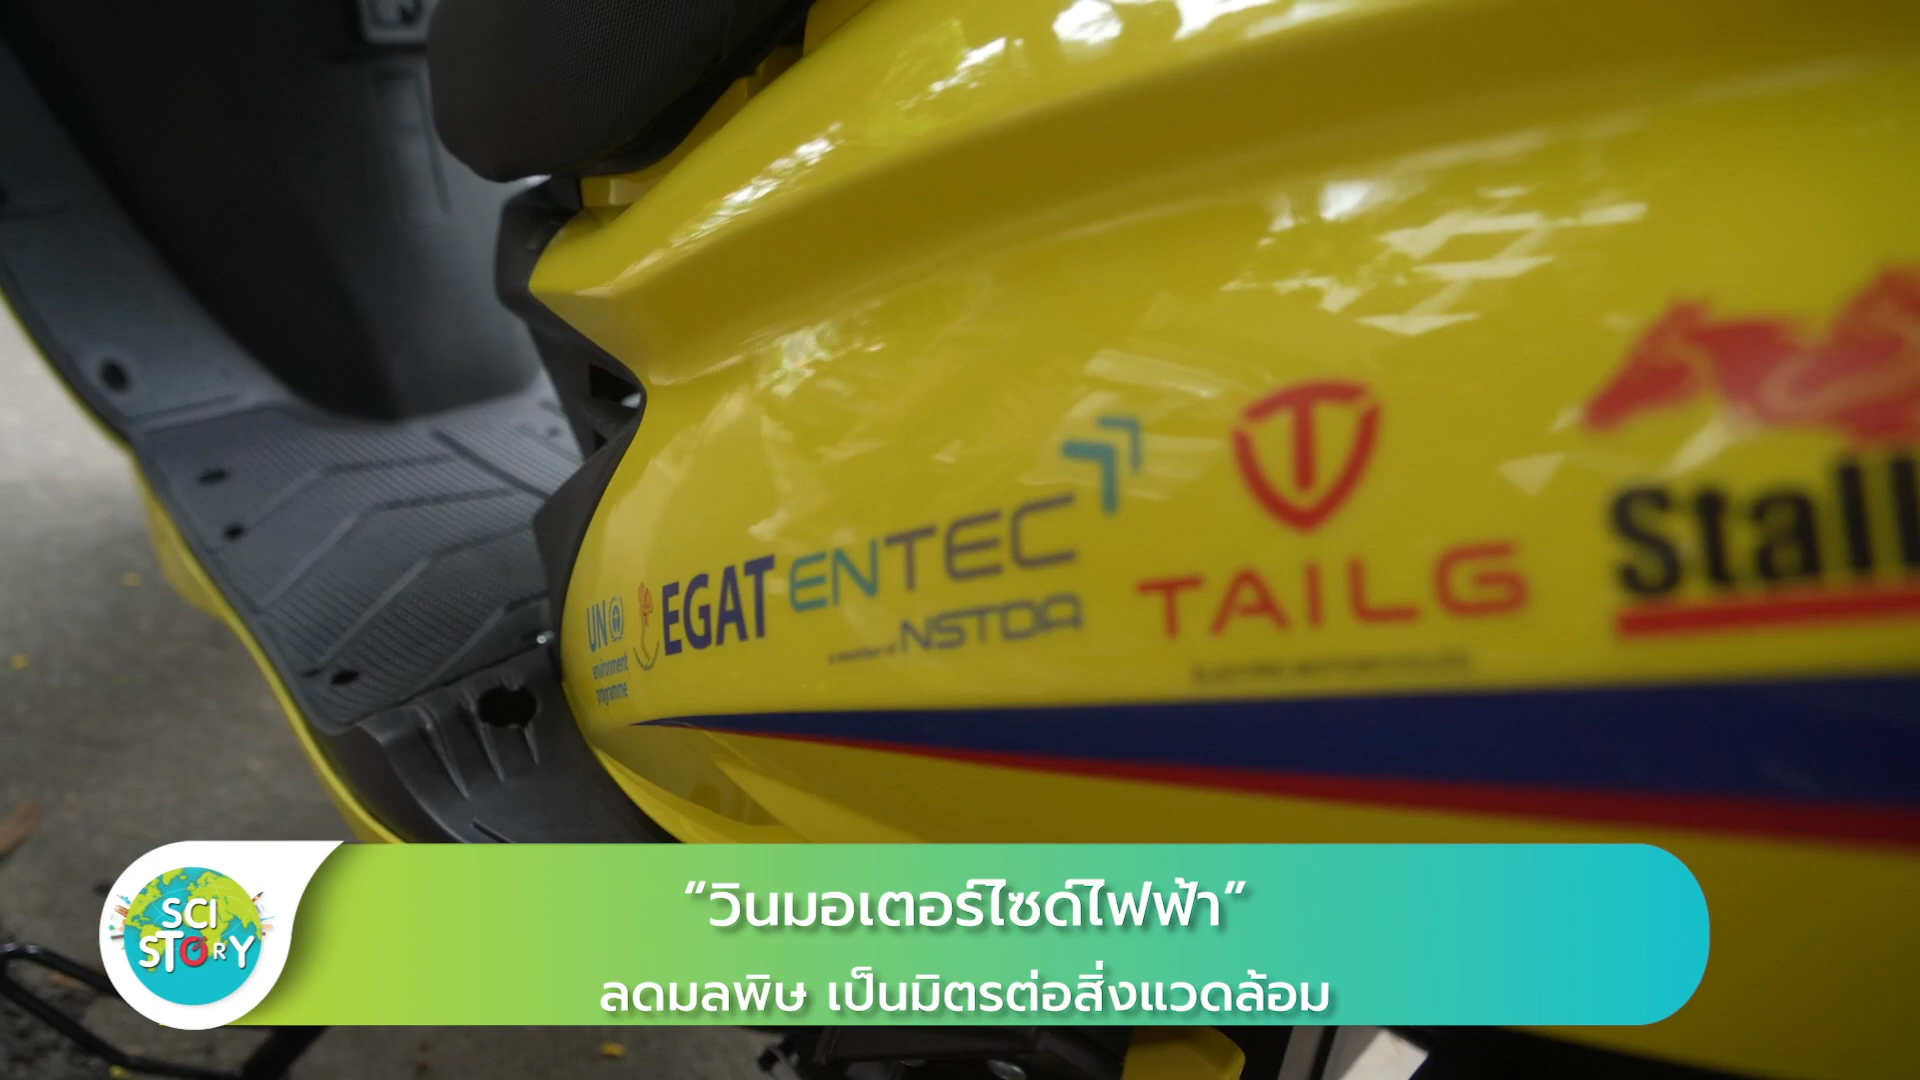 UN
environment
programme
EGAT
ENTEC
a member of NSTDA
TAILG
Stall
SCI
STORY
“วินมอเตอร์ไซด์ไฟฟ้า”
ลดมลพิษ เป็นมิตรต่อสิ่งแวดล้อม